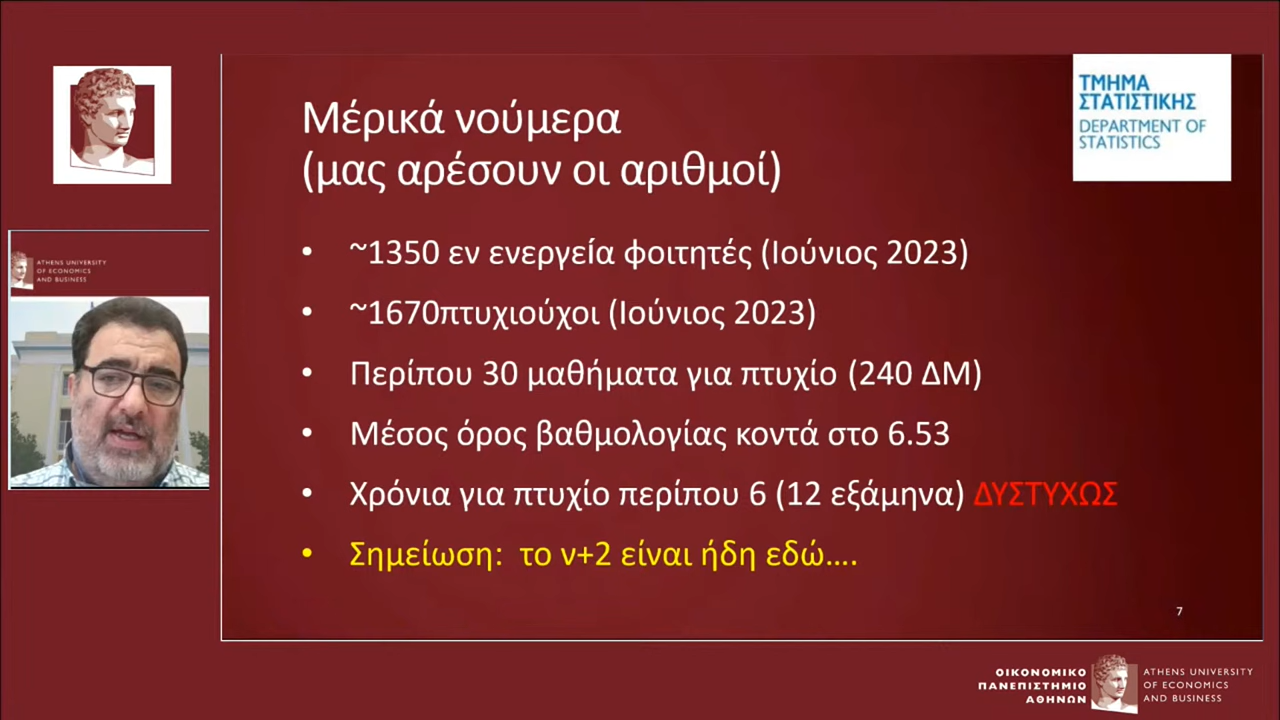 ΤΜΗΜΑ
ΣΤΑΤΙΣΤΙΚΗΣ
DEPARTMENT OF
STATISTICS
Μέρικά νούμερα
(μας αρέσουν οι αριθμοί)
• ~1350 εν ενεργεία φοιτητές (Ιούνιος 2023)
• ~1670πτυχιούχοι (Ιούνιος 2023)
• Περίπου 30 μαθήματα για πτυχίο (240 ΔΜ)
• Μέσος όρος βαθμολογίας κοντά στο 6.53
• Χρόνια για πτυχίο περίπου 6 (12 εξάμηνα) ΔΥΣΤΥΧΩΣ
• Σημείωση: το ν+2 είναι ήδη εδώ....
7
ATHENS UNIVERSITY
OF ECONOMICS
AND BUSINESS
ΟΙΚΟΝΟΜΙΚΟ
ΠΑΝΕΠΙΣΤΗΜΙΟ
ΑΘΗΝΩΝ
ATHENS UNIVERSITY
OF ECONOMICS
AND BUSINESS